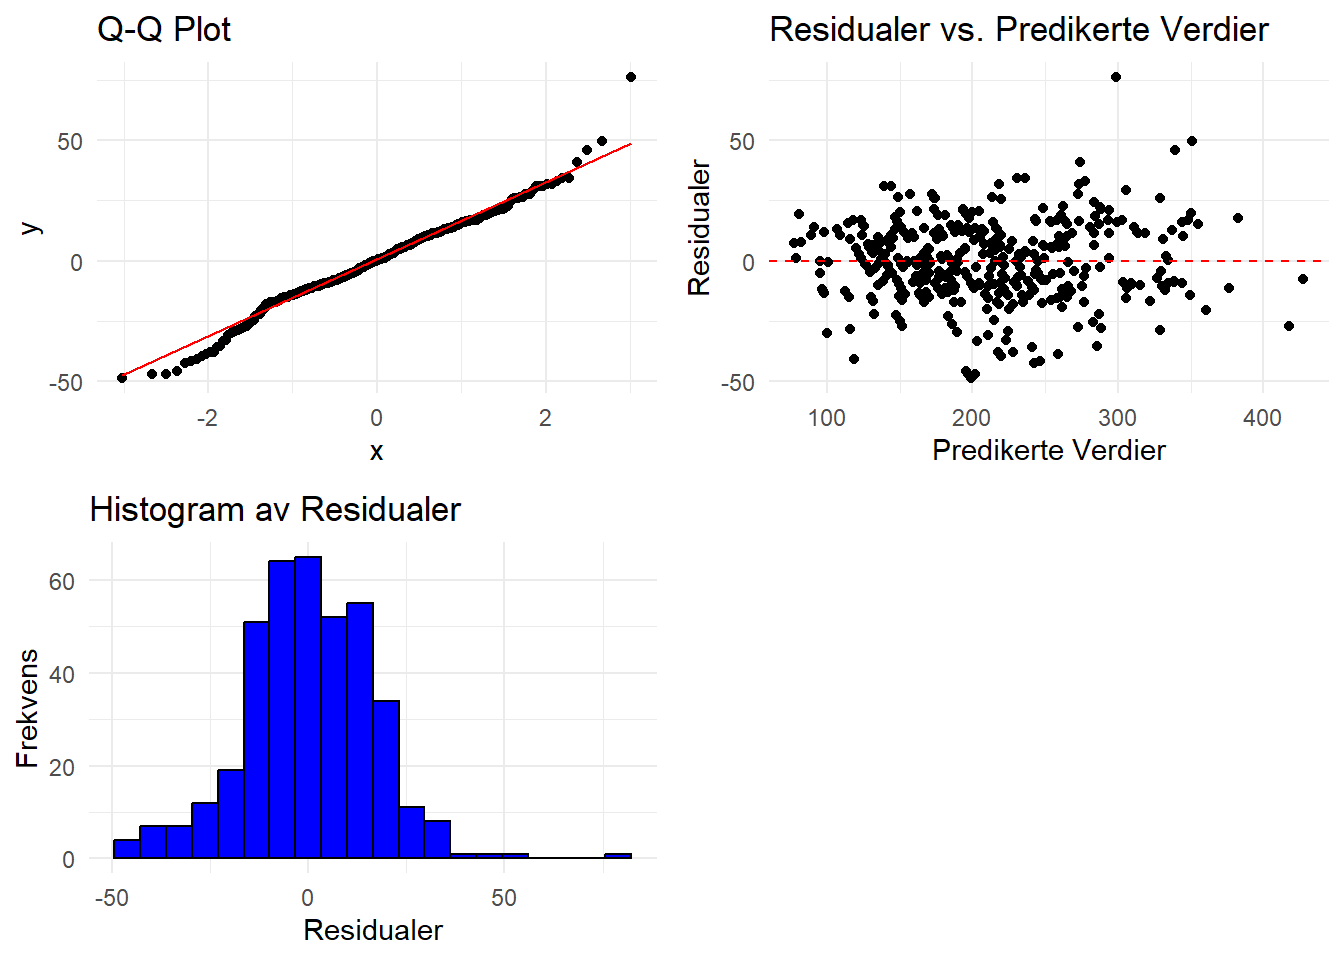 Q-Q Plot
50
0
-50
y
-2
0
2
x
Residualer vs. Predikerte Verdier
50
0
-50
Residualer
100
200
300
400
Predikerte Verdier
Histogram av Residualer
60
40
20
0
Frekvens
-50
0
50
Residualer